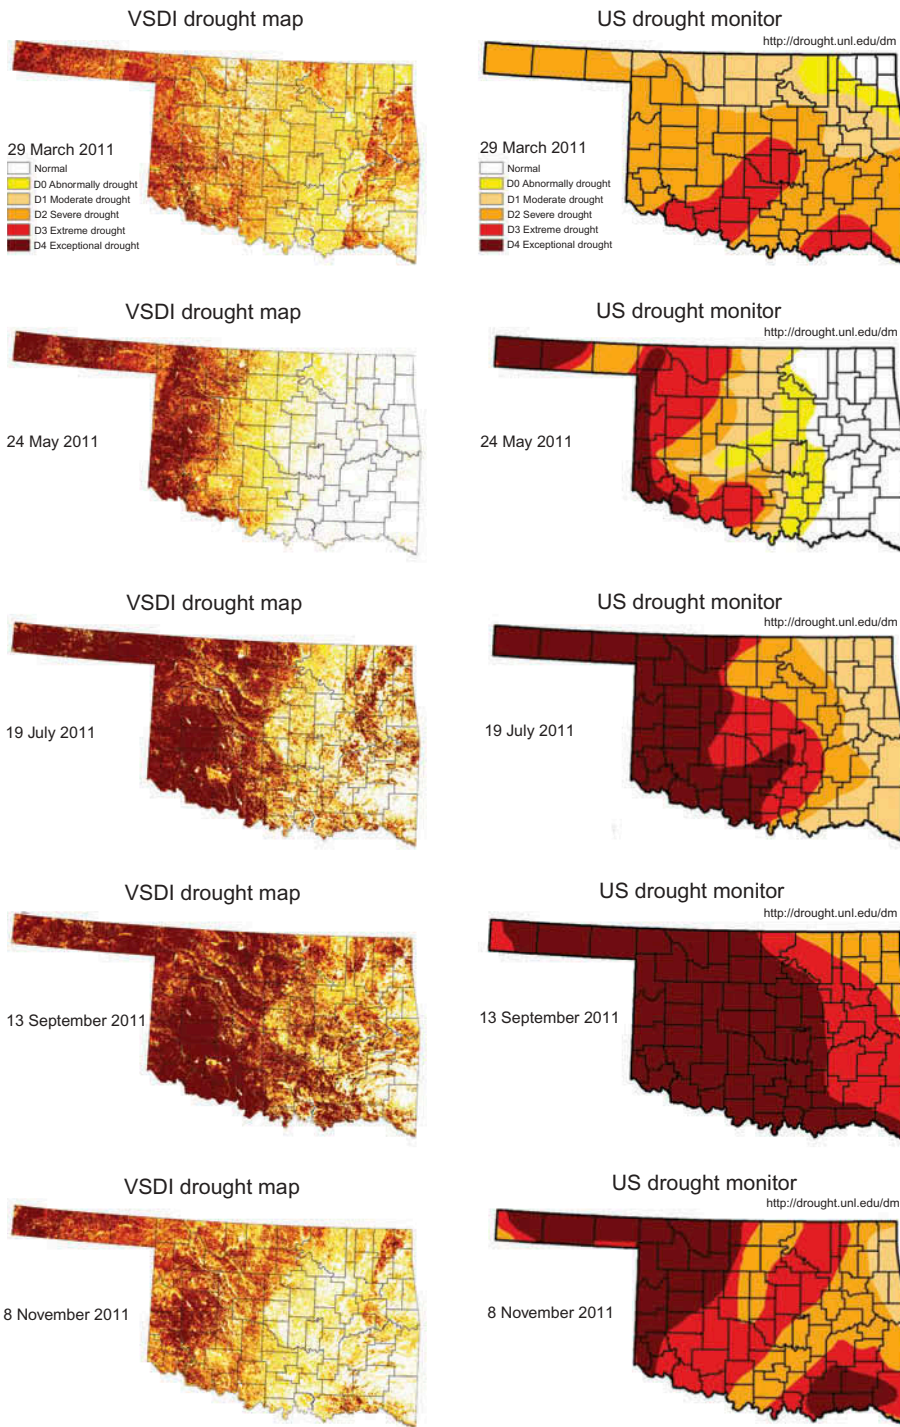 VSDI drought map
US drought monitor
http://drought.unl.edu/dm
29 March 2011
Normal
D0 Abnormally drought
D1 Moderate drought
D2 Severe drought
D3 Extreme drought
D4 Exceptional drought
29 March 2011
Normal
D0 Abnormally drought
D1 Moderate drought
D2 Severe drought
D3 Extreme drought
D4 Exceptional drought
VSDI drought map
US drought monitor
http://drought.unl.edu/dm
24 May 2011
24 May 2011
VSDI drought map
US drought monitor
http://drought.unl.edu/dm
19 July 2011
19 July 2011
VSDI drought map
US drought monitor
http://drought.unl.edu/dm
13 September 2011
13 September 2011
VSDI drought map
US drought monitor
http://drought.unl.edu/dm
8 November 2011
8 November 2011